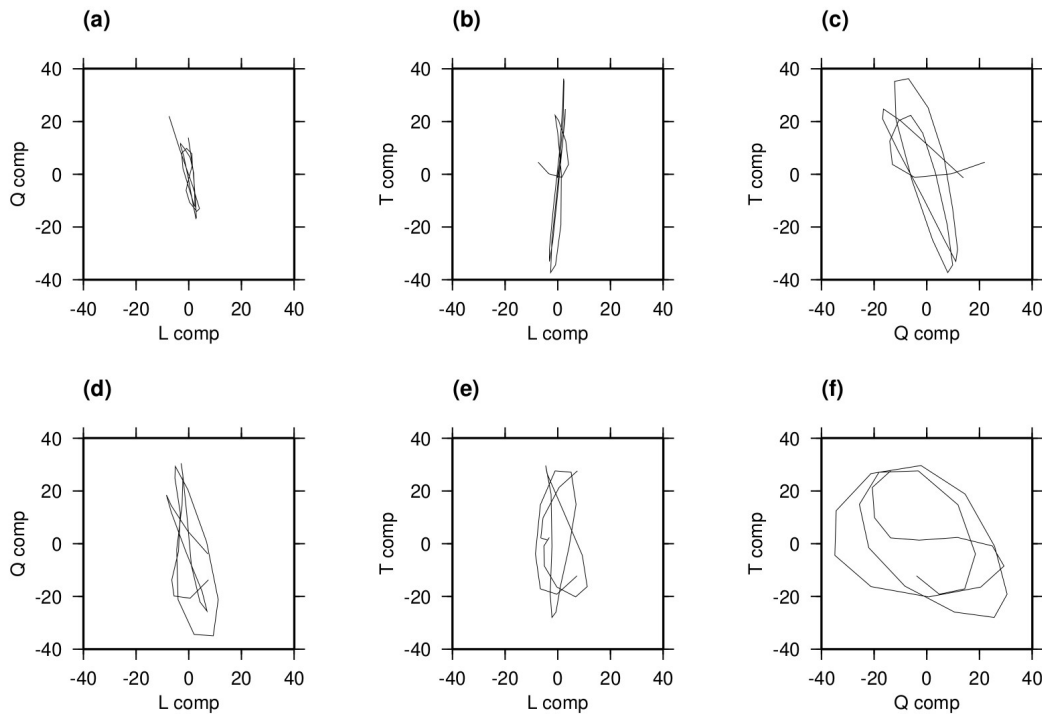 (a) (b) (c)
40 40 40
20 20 20
0 0 0
-20 -20 -20
-40 -40 -40
Q comp T comp T comp
-40 -20 0 20 40 -40 -20 0 20 40 -40 -20 0 20 40
L comp L comp Q comp
(d) (e) (f)
40 40 40
20 20 20
0 0 0
-20 -20 -20
-40 -40 -40
Q comp T comp T comp
-40 -20 0 20 40 -40 -20 0 20 40 -40 -20 0 20 40
L comp L comp Q comp